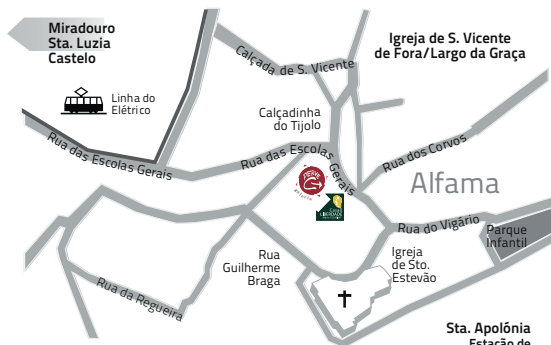 Miradouro
Sta. Luzia
Castelo
Igreja de S. Vicente
de Fora/Largo da Graça
Calçada de S. Vicente
Linha do
Elétrico
Calçadinha
do Tijolo
Rua das Escolas Gerais
Rua das Escolas Gerais
Rua dos Corvos
Alfama
Rua do Vigário
Parque
Infantil
Rua
Guilherme
Braga
Igreja
de Sto.
Estevão
Rua da Regueira
Sta. Apolónia
Estação de